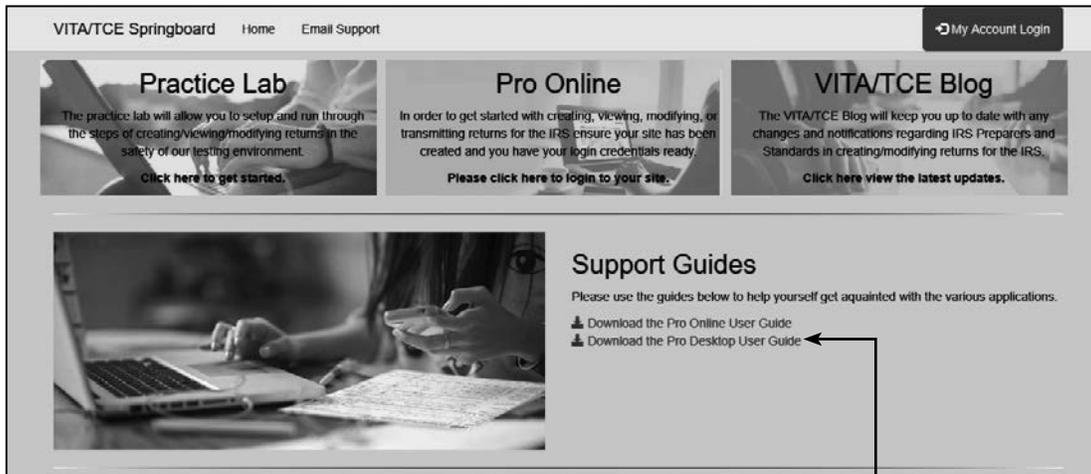 VITA/TCE Springboard Home Email Support My Account Login
Practice Lab
The practice lab will allow you to setup and run through
the steps of creating/viewing/modifying returns in the
safety of our testing environment.
Click here to get started.
Pro Online
In order to get started with creating, viewing, modifying, or
transmitting returns for the IRS ensure your site has been
created and you have your login credentials ready.
Please click here to login to your site.
VITA/TCE Blog
The VITA/TCE Blog will keep you up to date with any
changes and notifications regarding IRS Preparers and
Standards in creating/modifying returns for the IRS.
Click here view the latest updates.
Support Guides
Please use the guides below to help yourself get aquainted with the various applications.
Download the Pro Online User Guide
Download the Pro Desktop User Guide